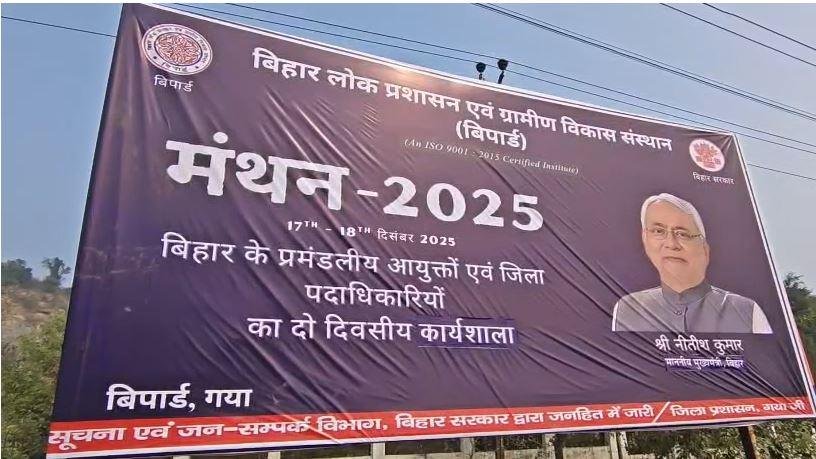 बिपार्ड
बिहार लोक प्रशासन एवं ग्रामीण विकास संस्थान
(बिपार्ड)
(An ISO 9001 : 2015 Certified Institute)
बिहार सरकार
मंथन - 2025
17TH - 18TH दिसंबर 2025
बिहार के प्रमंडलीय आयुक्तों एवं जिला
पदाधिकारियों
का दो दिवसीय कार्यशाला
श्री नीतीश कुमार
माननीय मुख्यमंत्री, बिहार
बिपार्ड, गया
सूचना एवं जन-सम्पर्क विभाग, बिहार सरकार द्वारा जनहित में जारी / जिला प्रशासन, गया जी